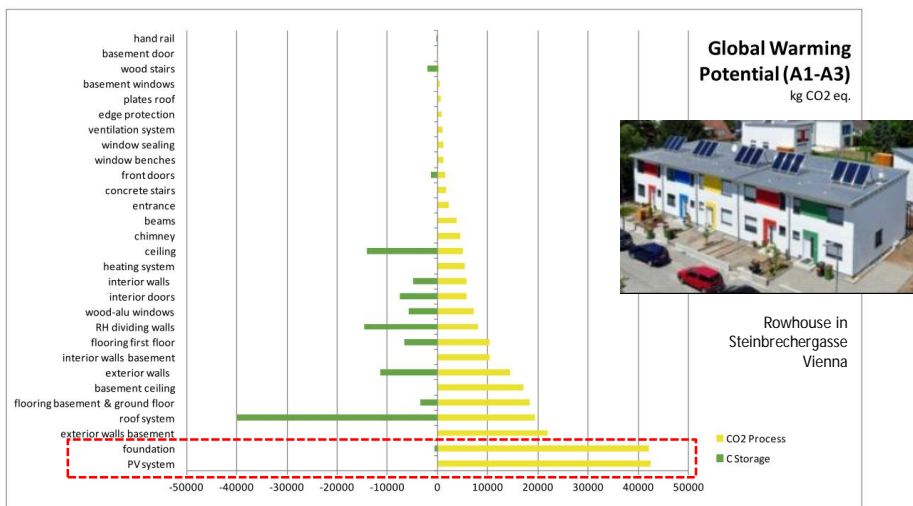 hand rail
basement door
wood stairs
basement windows
plates roof
edge protection
ventilation system
window sealing
window benches
front doors
concrete stairs
entrance
beams
chimney
ceiling
heating system
interior walls
interior doors
wood-alu windows
RH dividing walls
flooring first floor
interior walls basement
exterior walls
basement ceiling
flooring basement & ground floor
roof system
exterior walls basement
foundation
PV system
-50000 -40000 -30000 -20000 -10000 0 10000 20000 30000 40000 50000
Global Warming
Potential (A1-A3)
kg CO2 eq.
Rowhouse in
Steinbrechergasse
Vienna
CO2 Process
C Storage